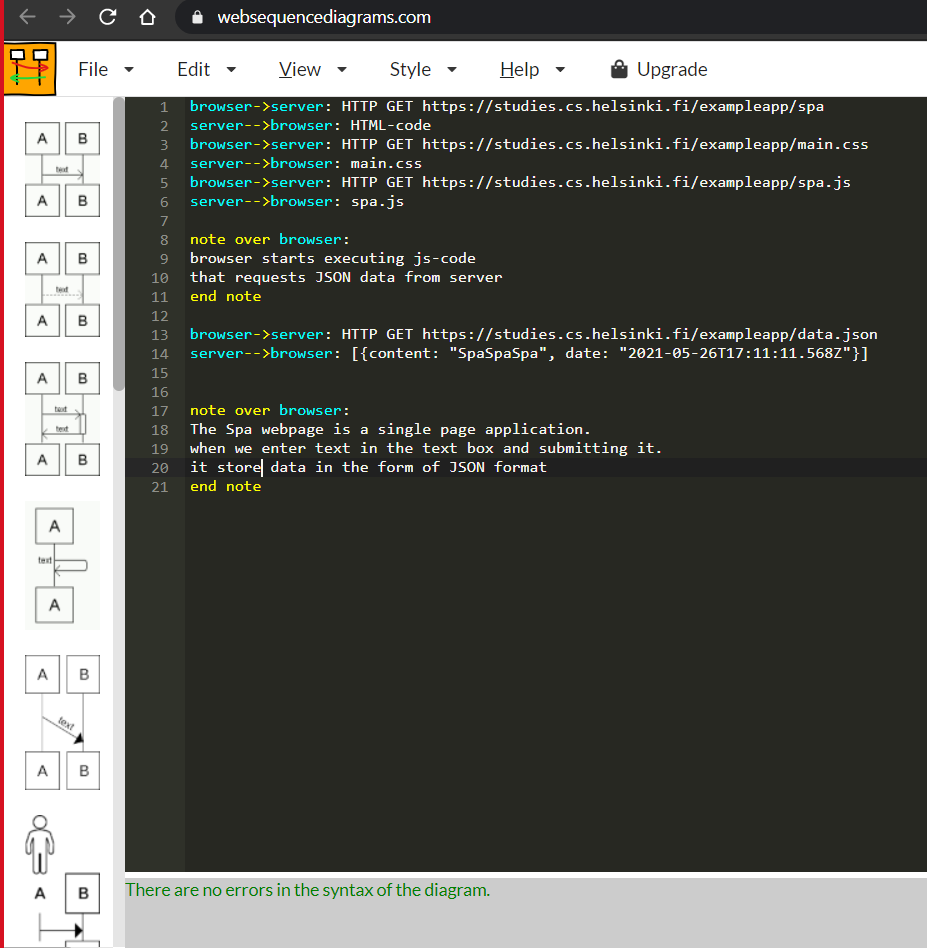 websequencediagrams.com
File Edit View Style Help Upgrade
A B
text
A B
A B
text
A B
A B
text
text
A B
A
text
A
A B
text
A B
A B
1 browser->server: HTTP GET https://studies.cs.helsinki.fi/exampleapp/spa
2 server-->browser: HTML-code
3 browser->server: HTTP GET https://studies.cs.helsinki.fi/exampleapp/main.css
4 server-->browser: main.css
5 browser->server: HTTP GET https://studies.cs.helsinki.fi/exampleapp/spa.js
6 server-->browser: spa.js
7
8 note over browser:
9 browser starts executing js-code
10 that requests JSON data from server
11 end note
12
13 browser->server: HTTP GET https://studies.cs.helsinki.fi/exampleapp/data.json
14 server-->browser: [{content: "SpaSpaSpa", date: "2021-05-26T17:11:11.568Z"}]
15
16
17 note over browser:
18 The Spa webpage is a single page application.
19 when we enter text in the text box and submitting it.
20 it store data in the form of JSON format
21 end note
There are no errors in the syntax of the diagram.